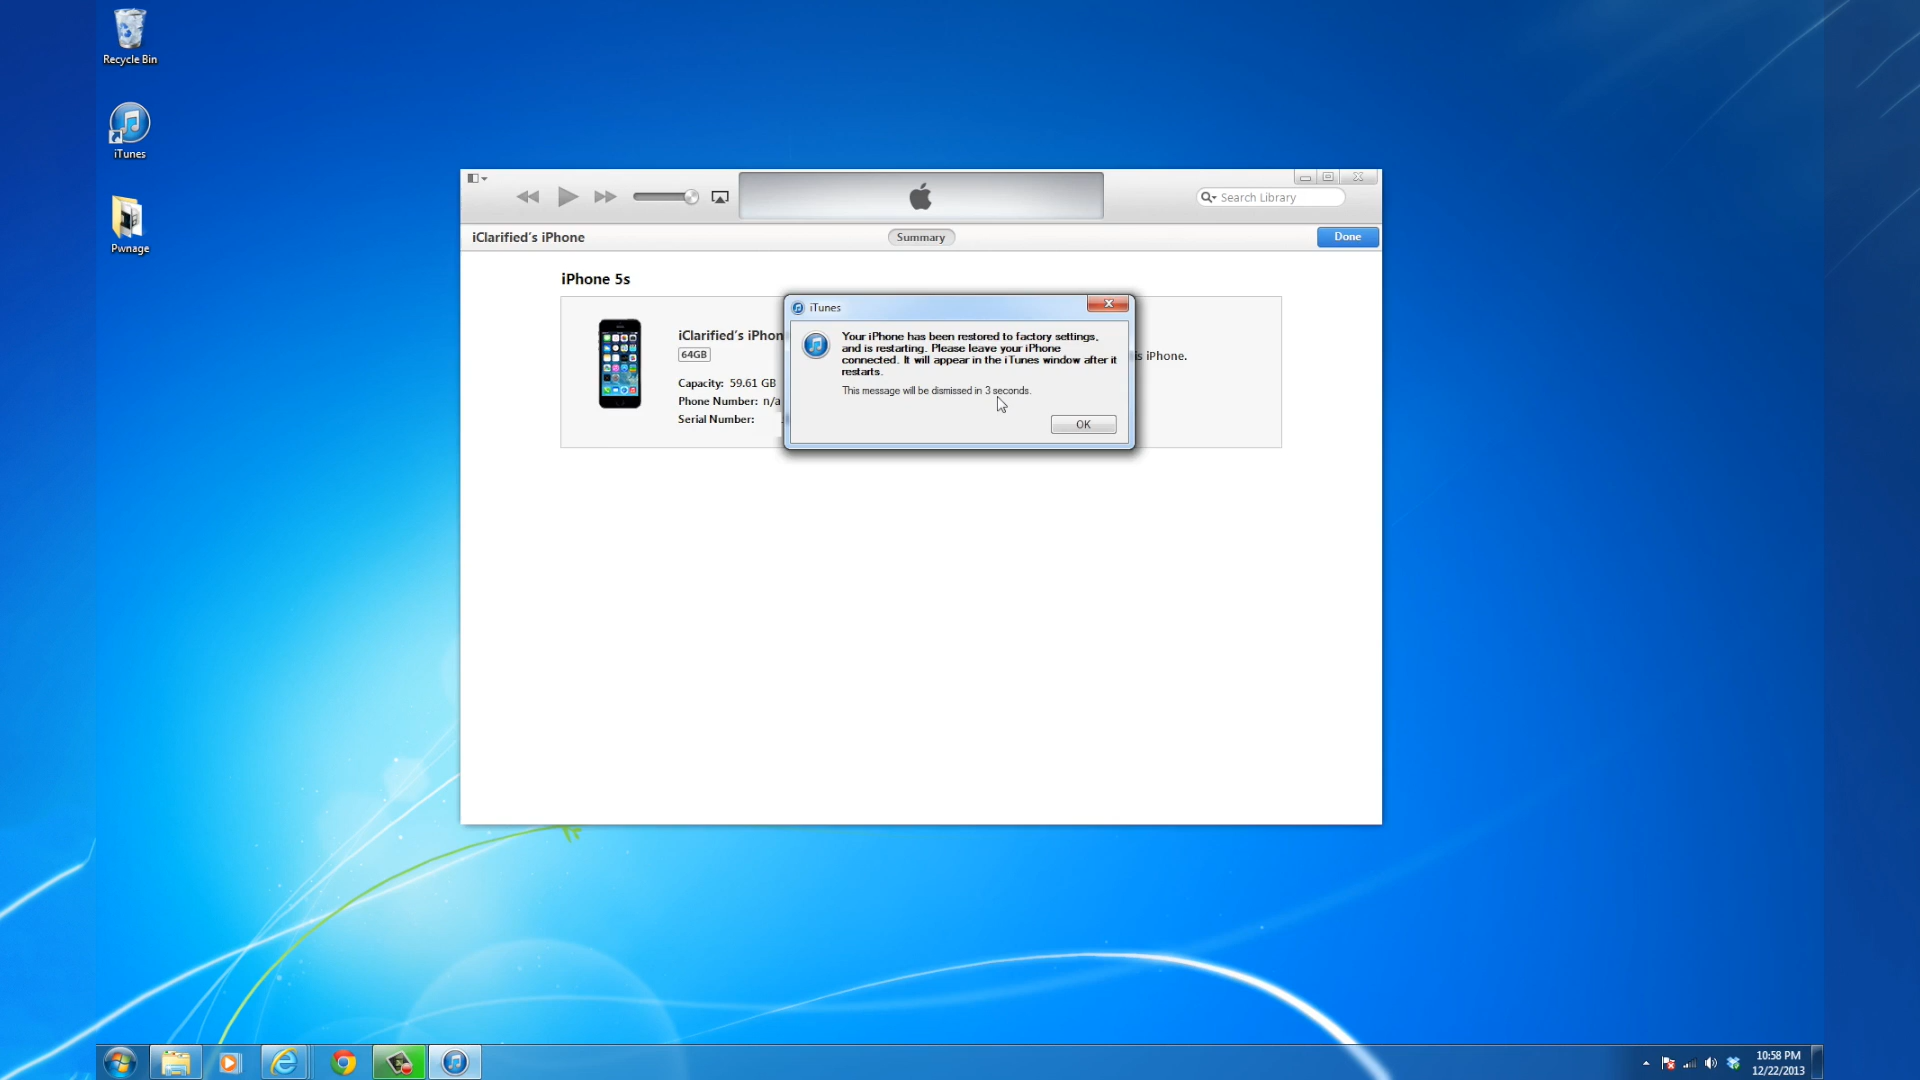 Recycle Bin
iTunes
Pwnage
Search Library
iClarified's iPhone
Summary
Done
iPhone 5s
iClarified's iPhon
64GB
Capacity: 59.61 GB
Phone Number: n/a
Serial Number:
is iPhone.
iTunes
Your iPhone has been restored to factory settings,
and is restarting. Please leave your iPhone
connected. It will appear in the iTunes window after it
restarts.
This message will be dismissed in 3 seconds.
OK
10:58 PM
12/22/2013